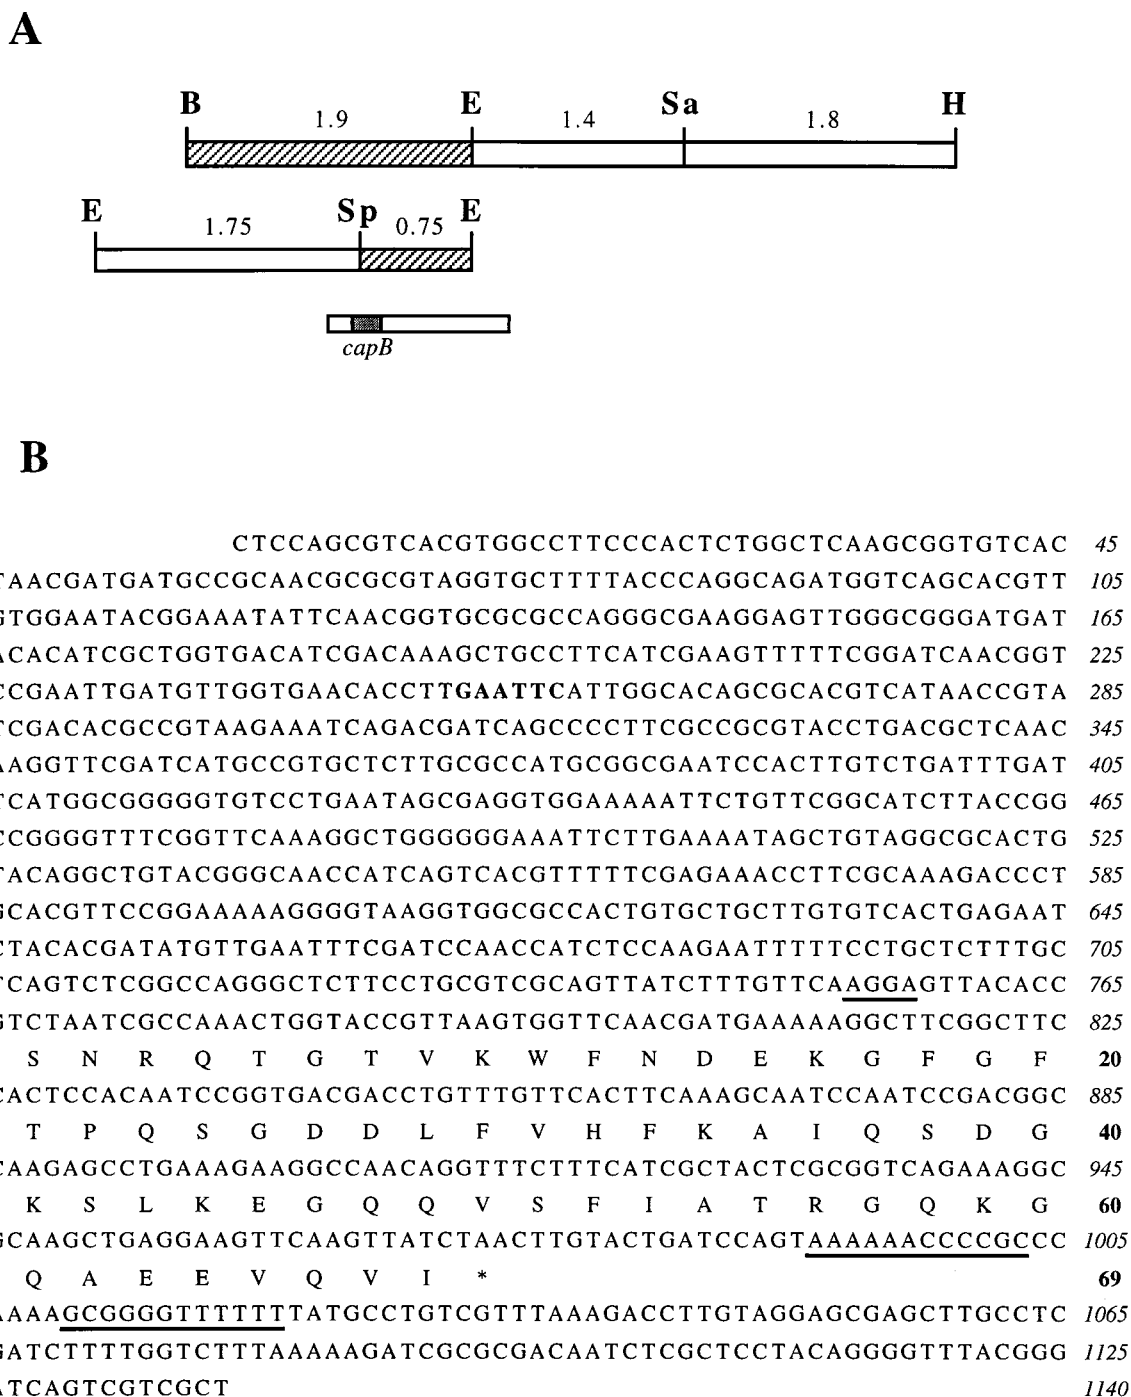 A
B E Sa H
1.9 1.4 1.8
E Sp E
1.75 0.75
capB
B
CTCCAGCGTCACGTGGCCTTCCCACTCTGGCTCAAGCGGTGTCAC 45
TAACGATGATGCCGCAACGCGCGTAGGTGCTTTTACCCAGGCAGATGGTCAGCACGTT 105
GTGGAATACGGAAATATTCAACGGTGCGCGCCAGGGCGAAGGAGTTGGGCGGGATGAT 165
ACACATCGCTGGTGACATCGACAAAGCTGCCTTCATCGAAGTTTTTCGGATCAACGGT 225
CCGAATTGATGTTGGTGAACACCTTGAATTCATTGGCACAGCGCACGTCATAACCGTA 285
TCGACACGCCGTAAGAAATCAGACGATCAGCCCCTTCGCCGCGTACCTGACGCTCAAC 345
AAGGTTCGATCATGCCGTGCTCTTGCGCCATGCGGCGAATCCACTTGTCTGATTTGAT 405
TCATGGCGGGGGTGTCCTGAATAGCGAGGTGGAAAAATTCTGTTCGGCATCTTACCGG 465
CCGGGGTTTCGGTTCAAAGGCTGGGGGGAAATTCTTGAAAATAGCTGTAGGCGCACTG 525
TACAGGCTGTACGGGCAACCATCAGTCACGTTTTTCGAGAAACCTTCGCAAAGACCCT 585
GCACGTTCCGGAAAAAGGGGTAAGGTGGCGCCACTGTGCTGCTTGTGTCACTGAGAAT 645
CTACACGATATGTTGAATTTCGATCCAACCATCTCCAAGAATTTTTCCTGCTCTTTGC 705
TCAGTCTCGGCCAGGGCTCTTCCTGCGTCGCAGTTATCTTTGTTCAAGGAGTTACACC 765
GTCTAATCGCCAAACTGGTACCGTTAAGTGGTTCAACGATGAAAAAGGCTTCGGCTTC 825
S N R Q T G T V K W F N D E K G F G F 20
CACTCCACAATCCGGTGACGACCTGTTTGTTCACTTCAAAGCAATCCAATCCGACGGC 885
T P Q S G D D L F V H F K A I Q S D G 40
CAAGAGCCTGAAAGAAGGCCAACAGGTTTCTTTCATCGCTACTCGCGGTCAGAAAGGC 945
K S L K E G Q Q V S F I A T R G Q K G 60
GCAAGCTGAGGAAGTTCAAGTTATCTAACTTGTACTGATCCAGTAAAAAACCCCGCCC 1005
Q A E E V Q V I * 69
AAAAGCGGGGTTTTTTTATGCCTGTCGTTTAAAGACCTTGTAGGAGCGAGCTTGCCTC 1065
GATCTTTTGGTCTTTAAAAAGATCGCGCGACAATCTCGCTCCTACAGGGGTTTACGGG 1125
ATCAGTCGTCGCT 1140